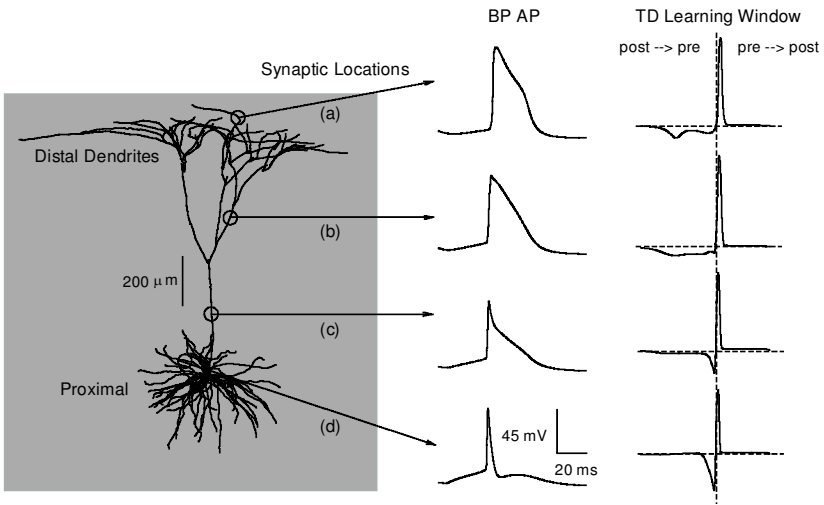 BP AP
TD Learning Window
post --> pre
pre --> post
Synaptic Locations
(a)
Distal Dendrites
(b)
200 μm
(c)
Proximal
(d)
45 mV
20 ms